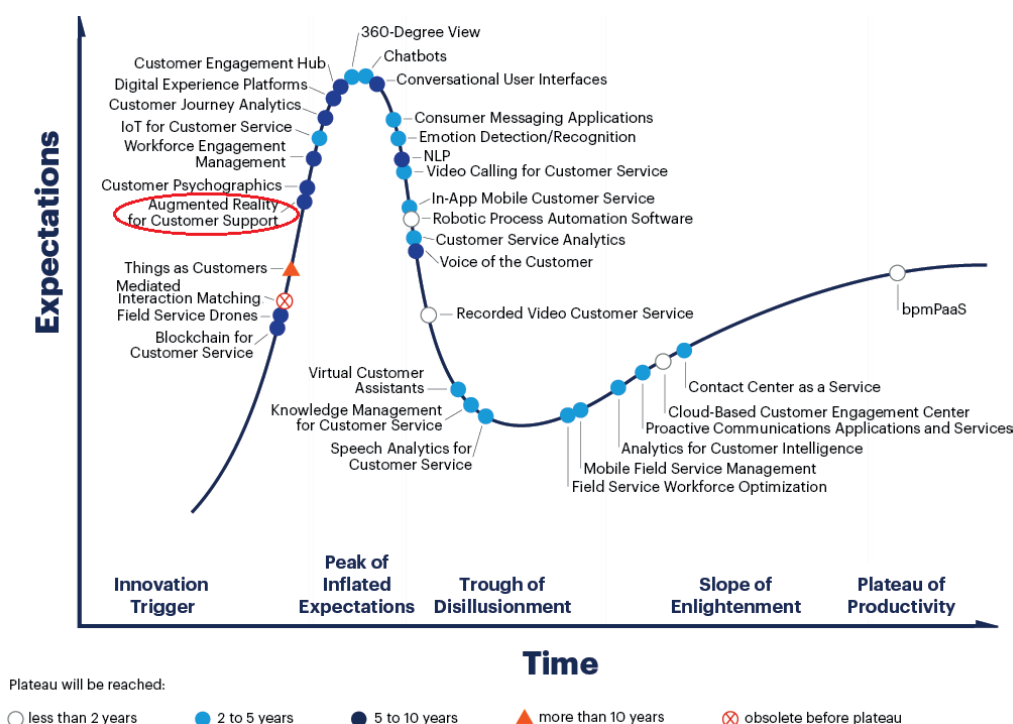 360-Degree View
Chatbots
Customer Engagement Hub
Conversational User Interfaces
Digital Experience Platforms
Customer Journey Analytics
Consumer Messaging Applications
IoT for Customer Service
Emotion Detection/Recognition
Workforce Engagement
Management
NLP
Video Calling for Customer Service
Customer Psychographics
In-App Mobile Customer Service
Augmented Reality
for Customer Support
Robotic Process Automation Software
Customer Service Analytics
Voice of the Customer
Things as Customers
Mediated
Interaction Matching
Field Service Drones
Blockchain for
Customer Service
Recorded Video Customer Service
bpmPaaS
Virtual Customer
Assistants
Knowledge Management
for Customer Service
Speech Analytics for
Customer Service
Contact Center as a Service
Cloud-Based Customer Engagement Center
Proactive Communications Applications and Services
Analytics for Customer Intelligence
Mobile Field Service Management
Field Service Workforce Optimization
Expectations
Innovation
Trigger
Peak of
Inflated
Expectations
Trough of
Disillusionment
Slope of
Enlightenment
Plateau of
Productivity
Time
Plateau will be reached:
less than 2 years
2 to 5 years
5 to 10 years
more than 10 years
obsolete before plateau